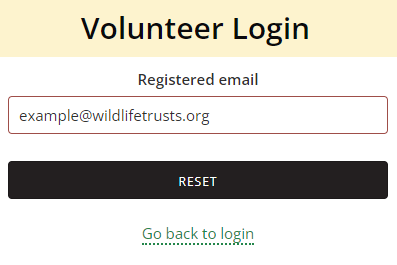 Volunteer Login
Registered email
example@wildlifetrusts.org
RESET
Go back to login